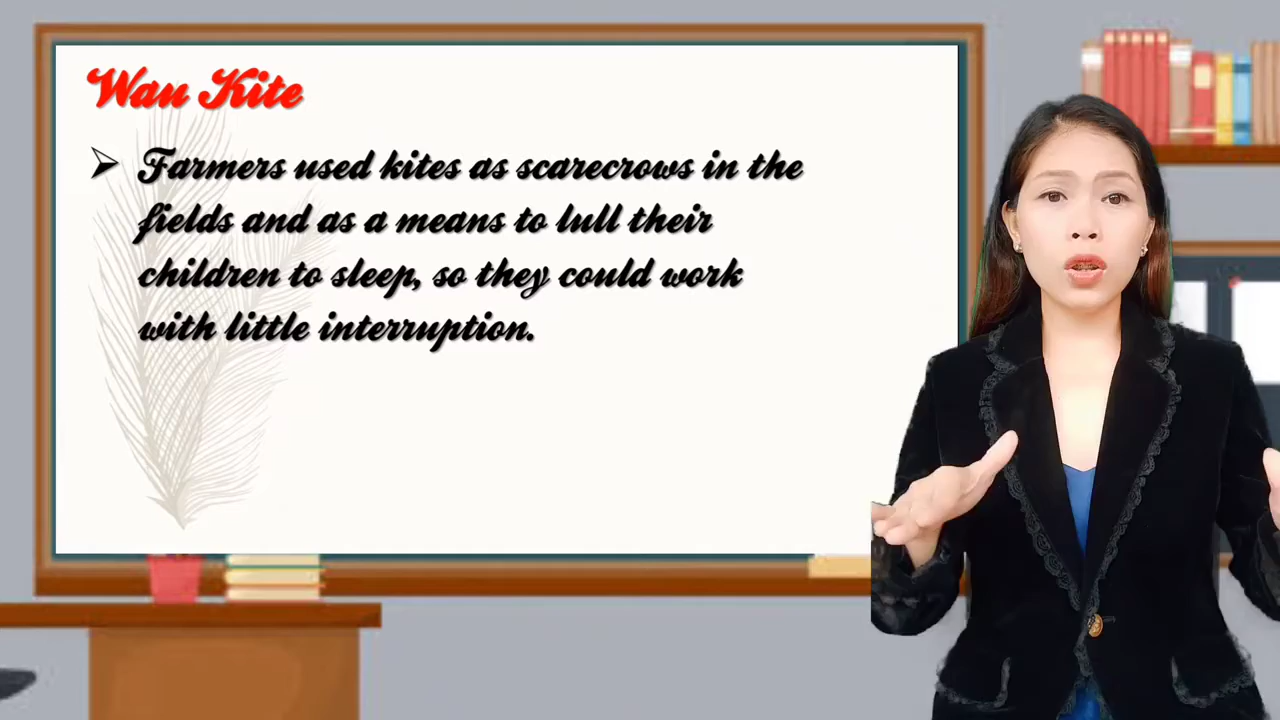 Wau Kite
Farmers used kites as scarecrows in the
fields and as a means to lull their
children to sleep, so they could work
with little interruption.